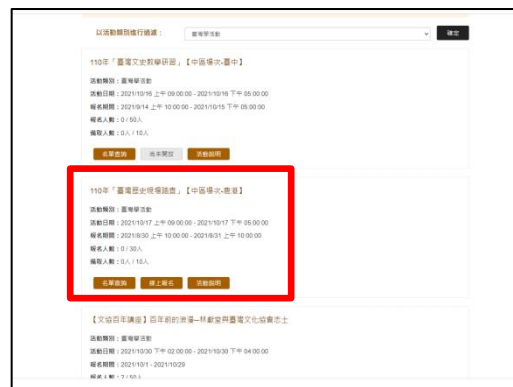 以活動類別進行過濾：
臺灣學活動
確定
110年「臺灣文史教學研習」【中區場次-臺中】
活動類別：臺灣學活動
活動日期：2021/10/16 上午 09:00:00 - 2021/10/16 下午 05:00:00
報名期間：2021/9/14 上午 10:00:00 - 2021/10/15 下午 05:00:00
報名人數：0 / 50人
備取人數：0人 / 10人
名單查詢
尚未開放
活動說明
110年「臺灣歷史現場踏查」【中區場次-鹿港】
活動類別：臺灣學活動
活動日期：2021/10/17 上午 09:00:00 - 2021/10/17 下午 05:00:00
報名期間：2021/8/30 上午 10:00:00 - 2021/8/31 上午 10:00:00
報名人數：0 / 30人
備取人數：0人 / 10人
名單查詢
線上報名
活動說明
【文協百年講座】百年前的浪漫─林獻堂與臺灣文化協會志士
活動類別：臺灣學活動
活動日期：2021/10/30 下午 02:00:00 - 2021/10/30 下午 04:00:00
報名期間：2021/10/1 - 2021/10/29
報名人數：7 / 50人